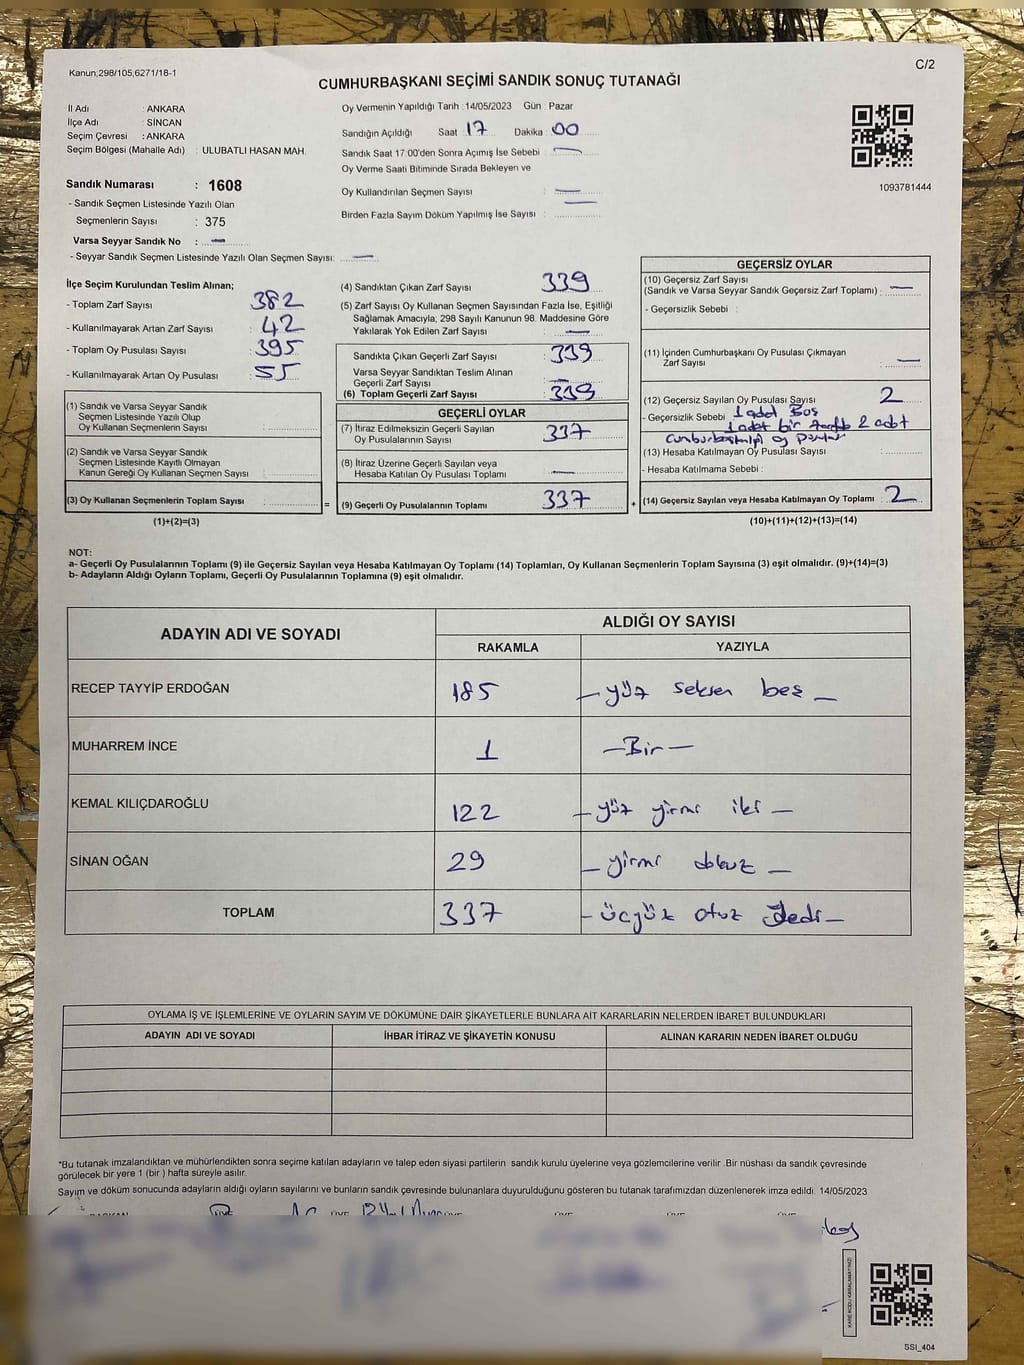 Kanun;298/105;6271/18-1
C/2
CUMHURBAŞKANI SEÇİMİ SANDIK SONUÇ TUTANAĞI
İl Adı : ANKARA
İlçe Adı : SİNCAN
Seçim Çevresi : ANKARA
Seçim Bölgesi (Mahalle Adı) : ULUBATLI HASAN MAH.
Sandık Numarası : 1608
- Sandık Seçmen Listesinde Yazılı Olan
Seçmenlerin Sayısı : 375
Varsa Seyyar Sandık No : —
- Seyyar Sandık Seçmen Listesinde Yazılı Olan Seçmen Sayısı: —
Oy Vermenin Yapıldığı Tarih :14/05/2023 Gün : Pazar
Sandığın Açıldığı Saat 17 Dakika 00
Sandık Saat 17:00'den Sonra Açımış İse Sebebi : —
Oy Verme Saati Bitiminde Sırada Bekleyen ve
Oy Kullandırılan Seçmen Sayısı : —
Birden Fazla Sayım Döküm Yapılmış İse Sayısı : —
1093781444
İlçe Seçim Kurulundan Teslim Alınan;
- Toplam Zarf Sayısı : 382
- Kullanılmayarak Artan Zarf Sayısı : 42
- Toplam Oy Pusulası Sayısı : 395
- Kullanılmayarak Artan Oy Pusulası : 55
(1) Sandık ve Varsa Seyyar Sandık
Seçmen Listesinde Yazılı Olup
Oy Kullanan Seçmenlerin Sayısı :
(2) Sandık ve Varsa Seyyar Sandık
Seçmen Listesinde Kayıtlı Olmayan
Kanun Gereği Oy Kullanan Seçmen Sayısı :
(3) Oy Kullanan Seçmenlerin Toplam Sayısı :
(1)+(2)=(3)
=
(4) Sandıktan Çıkan Zarf Sayısı : 339
(5) Zarf Sayısı Oy Kullanan Seçmen Sayısından Fazla İse, Eşitliği
Sağlamak Amacıyla, 298 Sayılı Kanunun 98. Maddesine Göre
Yakılarak Yok Edilen Zarf Sayısı : —
Sandıkta Çıkan Geçerli Zarf Sayısı : 339
Varsa Seyyar Sandıktan Teslim Alınan
Geçerli Zarf Sayısı : —
(6) Toplam Geçerli Zarf Sayısı : 339
GEÇERLİ OYLAR
(7) İtiraz Edilmeksizin Geçerli Sayılan
Oy Pusulalarının Sayısı : 337
(8) İtiraz Üzerine Geçerli Sayılan veya
Hesaba Katılan Oy Pusulası Toplamı : —
(9) Geçerli Oy Pusulalarının Toplamı : 337
+
GEÇERSİZ OYLAR
(10) Geçersiz Zarf Sayısı
(Sandık ve Varsa Seyyar Sandık Geçersiz Zarf Toplamı) : —
- Geçersizlik Sebebi :
(11) İçinden Cumhurbaşkanı Oy Pusulası Çıkmayan
Zarf Sayısı : —
(12) Geçersiz Sayılan Oy Pusulası Sayısı : 2
- Geçersizlik Sebebi : 1 adet Boş
1 adet bir zarfta 2 adet
cumhurbaşkanı oy pusulası
(13) Hesaba Katılmayan Oy Pusulası Sayısı :
- Hesaba Katılmama Sebebi :
(14) Geçersiz Sayılan veya Hesaba Katılmayan Oy Toplamı : 2
(10)+(11)+(12)+(13)=(14)
NOT:
a- Geçerli Oy Pusulalarının Toplamı (9) ile Geçersiz Sayılan veya Hesaba Katılmayan Oy Toplamı (14) Toplamları, Oy Kullanan Seçmenlerin Toplam Sayısına (3) eşit olmalıdır. (9)+(14)=(3)
b- Adayların Aldığı Oyların Toplamı, Geçerli Oy Pusulalarının Toplamına (9) eşit olmalıdır.
ADAYIN ADI VE SOYADI
ALDIĞI OY SAYISI
RAKAMLA YAZIYLA
RECEP TAYYİP ERDOĞAN 185 — yüz seksen beş —
MUHARREM İNCE 1 — Bir —
KEMAL KILIÇDAROĞLU 122 — yüz yirmi iki —
SİNAN OĞAN 29 — yirmi dokuz —
TOPLAM 337 — üçyüz otuz yedi —
OYLAMA İŞ VE İŞLEMLERİNE VE OYLARIN SAYIM VE DÖKÜMÜNE DAİR ŞİKAYETLERLE BUNLARA AİT KARARLARIN NELERDEN İBARET BULUNDUKLARI
ADAYIN ADI VE SOYADI İHBAR İTİRAZ VE ŞİKAYETİN KONUSU ALINAN KARARIN NEDEN İBARET OLDUĞU
*Bu tutanak imzalandıktan ve mühürlendikten sonra seçime katılan adayların ve talep eden siyasi partilerin sandık kurulu üyelerine veya gözlemcilerine verilir .Bir nüshası da sandık çevresinde
görülecek bir yere 1 (bir ) hafta süreyle asılır.
Sayım ve döküm sonucunda adayların aldığı oyların sayılarını ve bunların sandık çevresinde bulunanlara duyurulduğunu gösteren bu tutanak tarafımızdan düzenlenerek imza edildi. 14/05/2023
KARE KODU KARALAMAYINIZ!
SSI_404